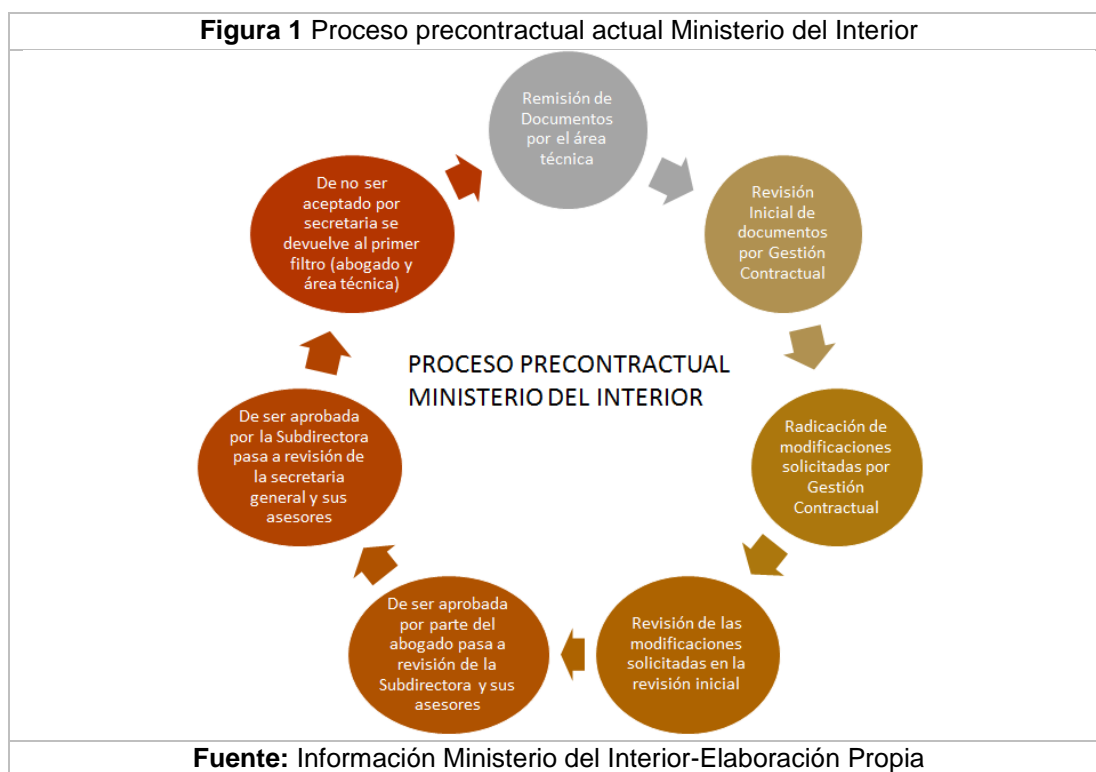 Figura 1 Proceso precontractual actual Ministerio del Interior
Remisión de
Documentos
por el área
técnica
Revisión
Inicial de
documentos
por Gestión
Contractual
Radicación de
modificaciones
solicitadas por
Gestión
Contractual
Revisión de las
modificaciones
solicitadas en la
revisión inicial
De ser aprobada
por parte del
abogado pasa a
revisión de la
Subdirectora y sus
asesores
De ser aprobada
por la Subdirectora
pasa a revisión de
la secretaria
general y sus
asesores
De no ser
aceptado por
secretaria se
devuelve al primer
filtro (abogado y
área técnica)
PROCESO PRECONTRACTUAL
MINISTERIO DEL INTERIOR
Fuente: Información Ministerio del Interior-Elaboración Propia